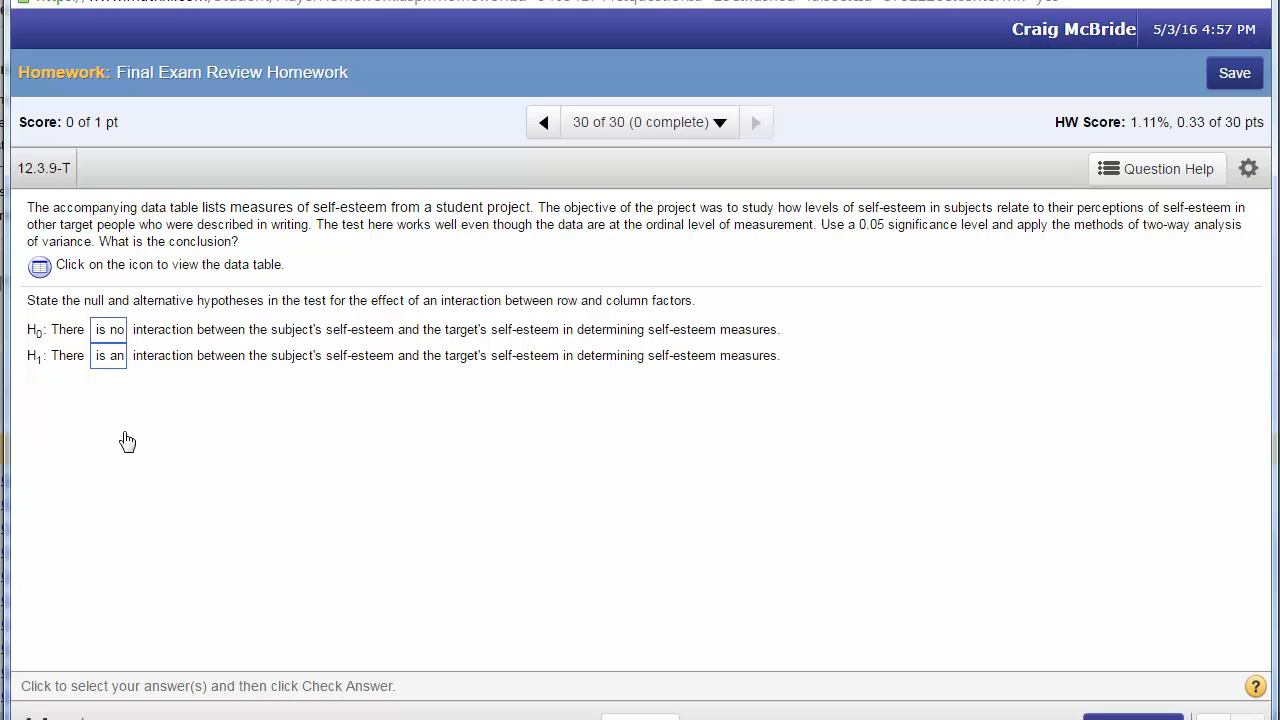 Craig McBride 5/3/16 4:57 PM
Homework: Final Exam Review Homework Save
Score: 0 of 1 pt 30 of 30 (0 complete) HW Score: 1.11%, 0.33 of 30 pts
12.3.9-T Question Help
The accompanying data table lists measures of self-esteem from a student project. The objective of the project was to study how levels of self-esteem in subjects relate to their perceptions of self-esteem in
other target people who were described in writing. The test here works well even though the data are at the ordinal level of measurement. Use a 0.05 significance level and apply the methods of two-way analysis
of variance. What is the conclusion?
Click on the icon to view the data table.
State the null and alternative hypotheses in the test for the effect of an interaction between row and column factors.
H0: There is no interaction between the subject's self-esteem and the target's self-esteem in determining self-esteem measures.
H1: There is an interaction between the subject's self-esteem and the target's self-esteem in determining self-esteem measures.
Click to select your answer(s) and then click Check Answer.
?